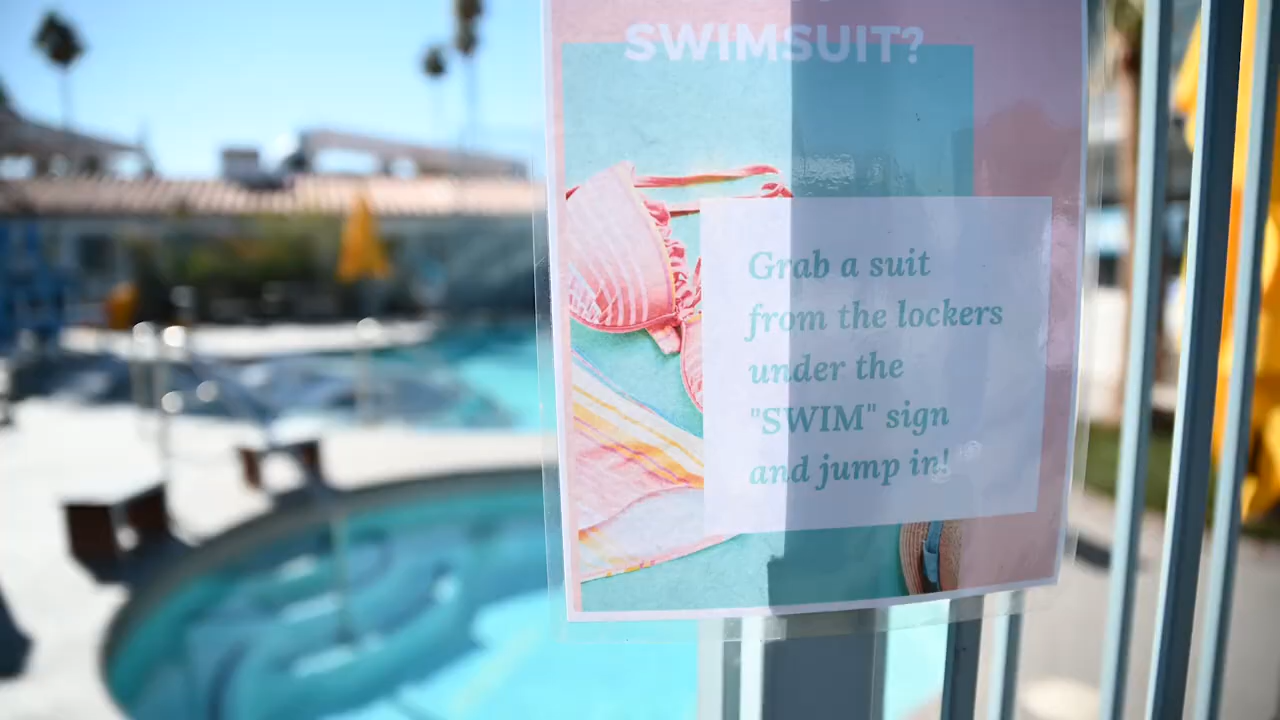 SWIMSUIT?
Grab a suit
from the lockers
under the
"SWIM" sign
and jump in!